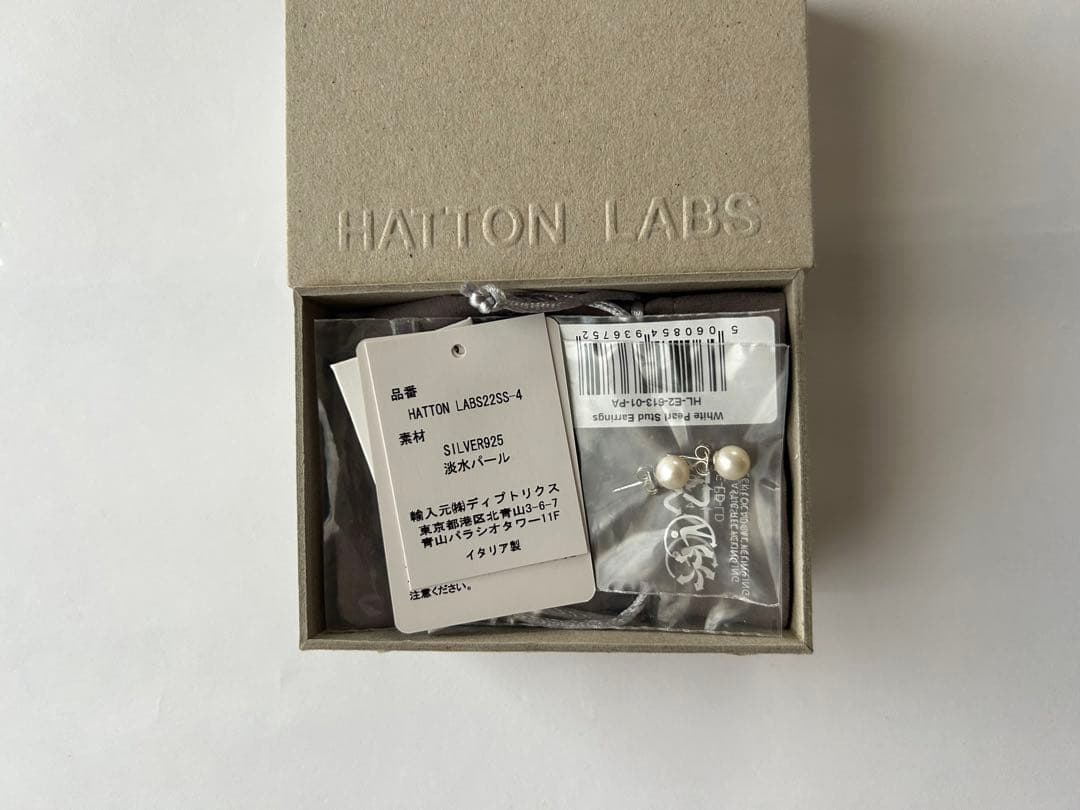 HATTON LABS
品番
HATTON LABS22SS-4
素材
SILVER925
淡水パール
輸入元㈱ディプトリクス
東京都港区北青山3-6-7
青山パラシオタワー11F
イタリア製
注意ください。
5 060854 936752
HL-E2-613-01-PA
White Pearl Stud Earrings